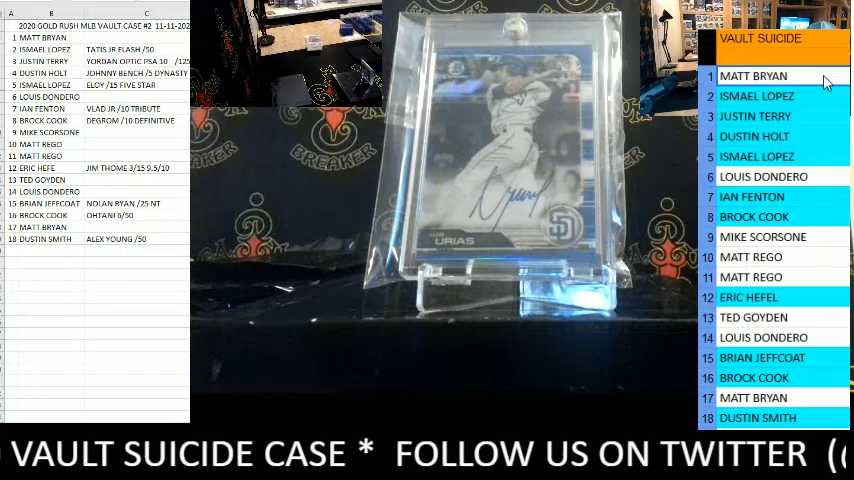 A B C
2020 GOLD RUSH MLB VAULT CASE #2 11-11-202
1 MATT BRYAN
2 ISMAEL LOPEZ TATIS JR FLASH /50
3 JUSTIN TERRY YORDAN OPTIC PSA 10 /125
4 DUSTIN HOLT JOHNNY BENCH /5 DYNASTY
5 ISMAEL LOPEZ ELOY /15 FIVE STAR
6 LOUIS DONDERO
7 IAN FENTON VLAD JR /10 TRIBUTE
8 BROCK COOK DEGROM /10 DEFINITIVE
9 MIKE SCORSONE
10 MATT REGO
11 MATT REGO
12 ERIC HEFE JIM THOME 3/15 9.5/10
13 TED GOYDEN
14 LOUIS DONDERO
15 BRIAN JEFFCOAT NOLAN RYAN /25 NT
16 BROCK COOK OHTANI 6/50
17 MATT BRYAN
18 DUSTIN SMITH ALEX YOUNG /50
BREAKER
URIAS
SD
VAULT SUICIDE
1 MATT BRYAN
2 ISMAEL LOPEZ
3 JUSTIN TERRY
4 DUSTIN HOLT
5 ISMAEL LOPEZ
6 LOUIS DONDERO
7 IAN FENTON
8 BROCK COOK
9 MIKE SCORSONE
10 MATT REGO
11 MATT REGO
12 ERIC HEFEL
13 TED GOYDEN
14 LOUIS DONDERO
15 BRIAN JEFFCOAT
16 BROCK COOK
17 MATT BRYAN
18 DUSTIN SMITH
VAULT SUICIDE CASE * FOLLOW US ON TWITTER ((